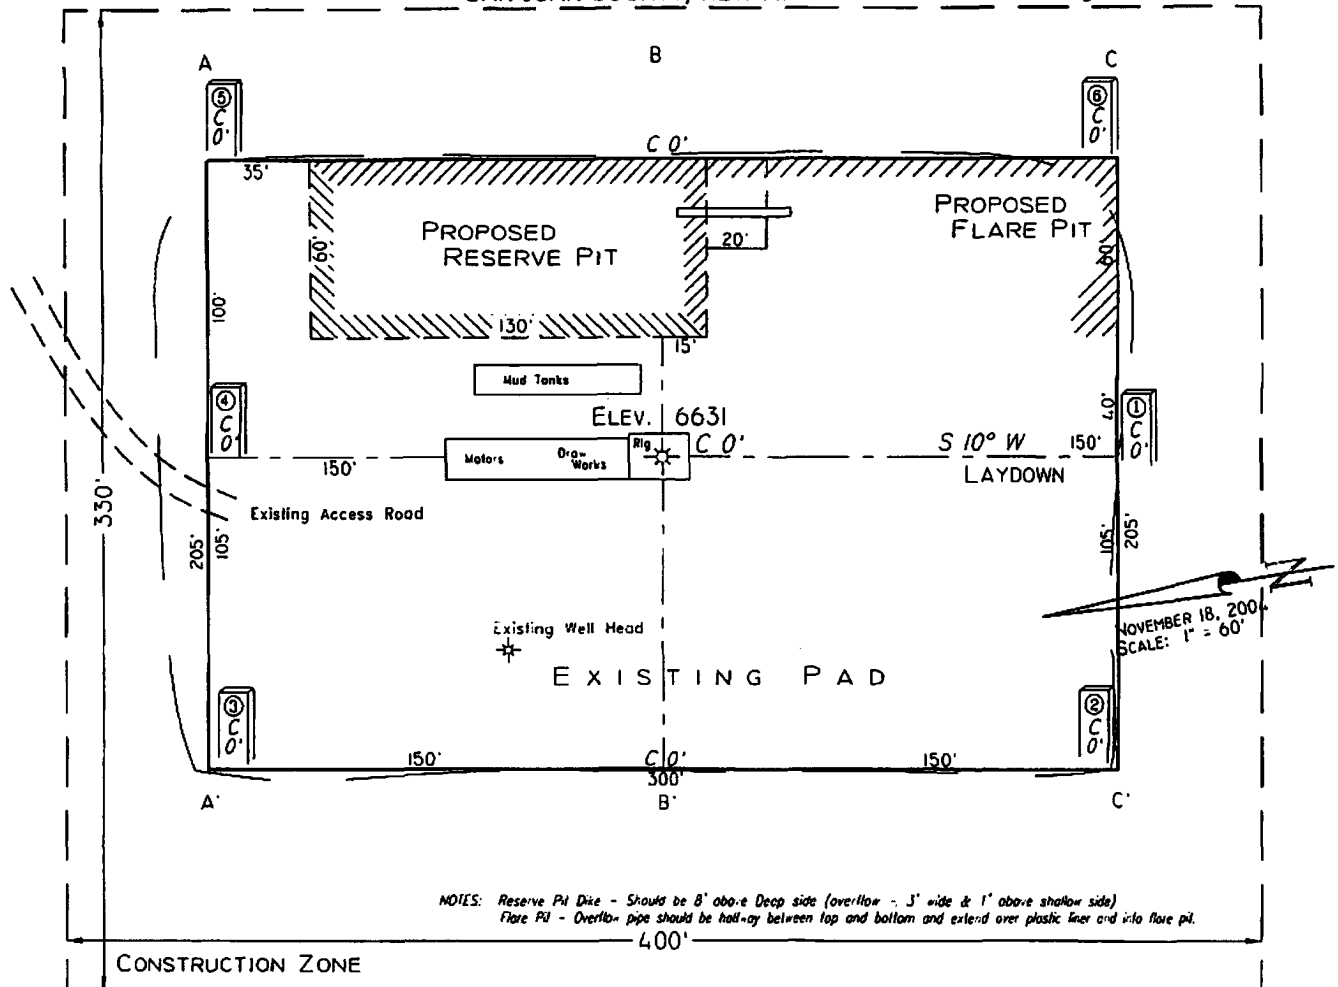 A
B
C
⑤
C
0'
⑥
C
0'
C 0'
35'
PROPOSED
RESERVE PIT
60'
20'
PROPOSED
FLARE PIT
60'
100'
130'
15'
Mud Tanks
④
C
0'
ELEV. 6631
①
C
0'
40'
Rig
C 0'
S 10° W
150'
Motors
Draw
Works
150'
LAYDOWN
330'
Existing Access Road
205'
105'
105'
205'
N
NOVEMBER 18, 200
SCALE: 1" = 60'
Existing Well Head
EXISTING PAD
③
C
0'
②
C
0'
150'
C 0'
150'
300'
A'
B'
C'
NOTES: Reserve Pit Dike - Should be 8' above Deep side (overflow - 3' wide & 1' above shallow side)
Flare Pit - Overflow pipe should be halfway between top and bottom and extend over plastic liner and into flare pit.
400'
CONSTRUCTION ZONE